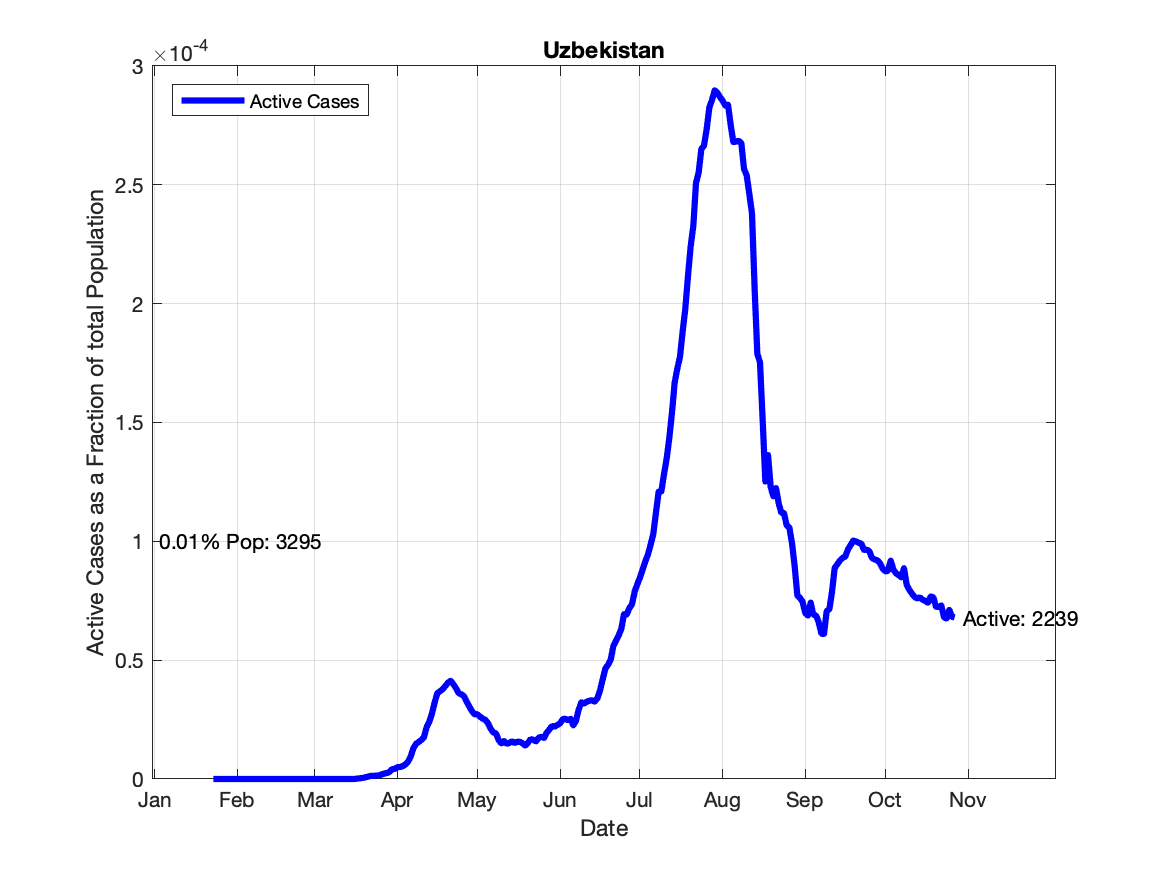 Uzbekistan
×10-4
3
2.5
2
1.5
1
0.5
0
Active Cases
0.01% Pop: 3295
Active: 2239
Active Cases as a Fraction of total Population
Jan Feb Mar Apr May Jun Jul Aug Sep Oct Nov
Date